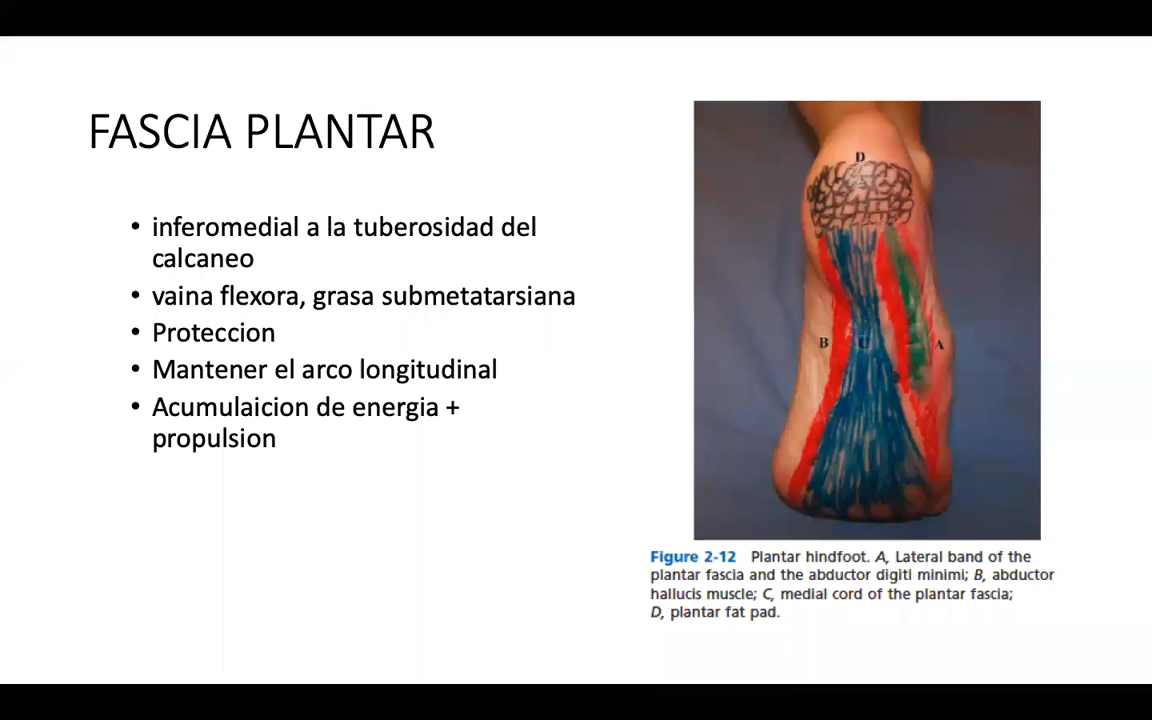 FASCIA PLANTAR
• inferomedial a la tuberosidad del
calcaneo
• vaina flexora, grasa submetatarsiana
• Proteccion
• Mantener el arco longitudinal
• Acumulaicion de energia +
propulsion
D
B
C
A
Figure 2-12 Plantar hindfoot. A, Lateral band of the
plantar fascia and the abductor digiti minimi; B, abductor
hallucis muscle; C, medial cord of the plantar fascia;
D, plantar fat pad.